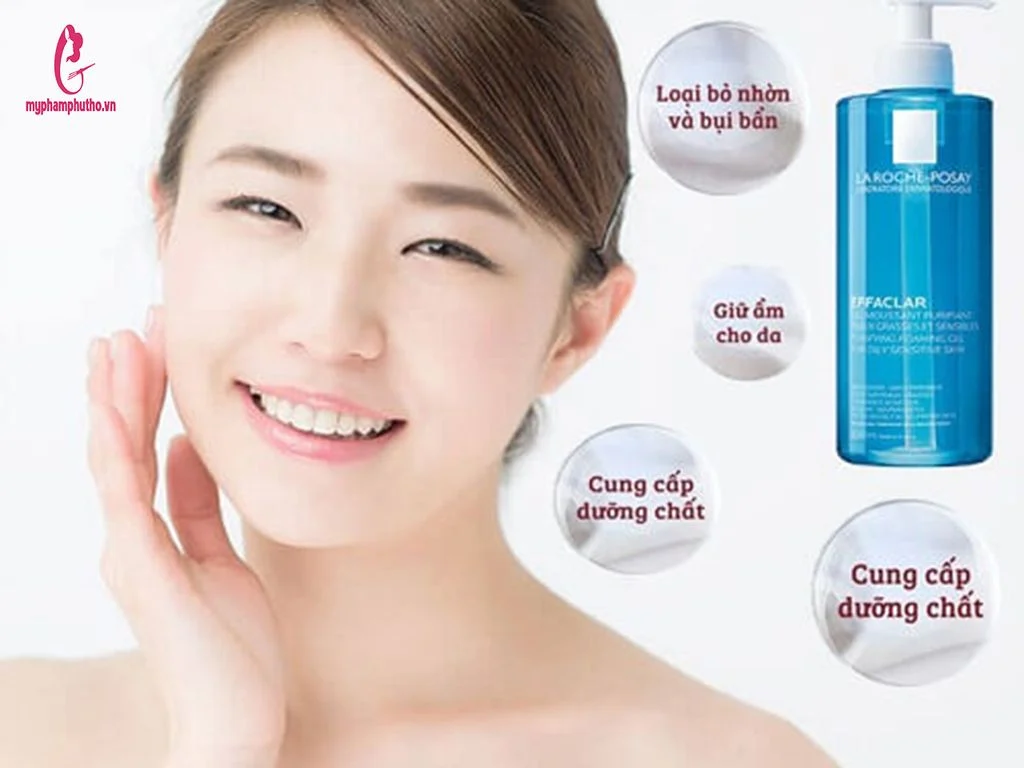 myphamphutho.vn
Loại bỏ nhờn
và bụi bẩn
LA ROCHE-POSAY
LABORATOIRE DERMATOLOGIQUE
Giữ ẩm
cho da
EFFACLAR
GEL MOUSSANT PURIFIANT
PEAUX GRASSES ET SENSIBLES
PURIFYING FOAMING GEL
FOR OILY SENSITIVE SKIN
Cung cấp
dưỡng chất
Cung cấp
dưỡng chất